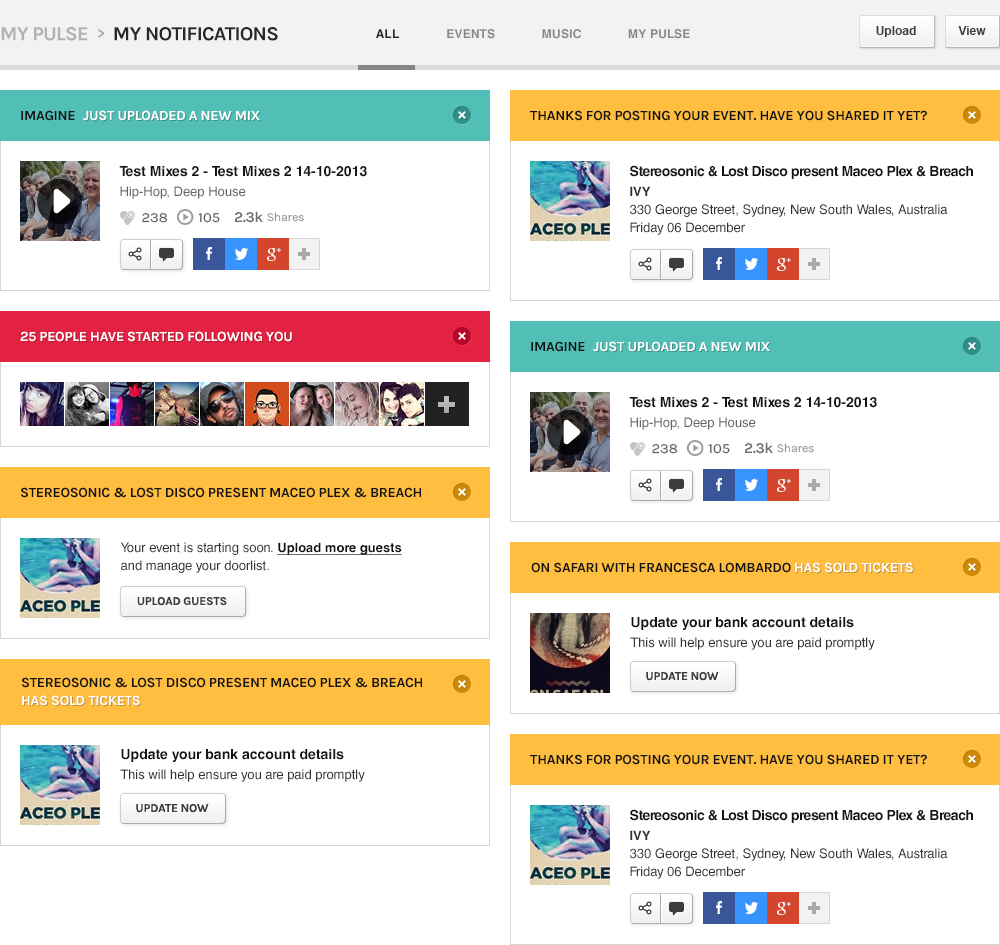 MY PULSE > MY NOTIFICATIONS
ALL
EVENTS
MUSIC
MY PULSE
Upload
View
IMAGINE JUST UPLOADED A NEW MIX
Test Mixes 2 - Test Mixes 2 14-10-2013
Hip-Hop, Deep House
238 105 2.3k Shares
f g+
25 PEOPLE HAVE STARTED FOLLOWING YOU
STEREOSONIC & LOST DISCO PRESENT MACEO PLEX & BREACH
ACEO PLE
Your event is starting soon. Upload more guests
and manage your doorlist.
UPLOAD GUESTS
STEREOSONIC & LOST DISCO PRESENT MACEO PLEX & BREACH
HAS SOLD TICKETS
ACEO PLE
Update your bank account details
This will help ensure you are paid promptly
UPDATE NOW
THANKS FOR POSTING YOUR EVENT. HAVE YOU SHARED IT YET?
ACEO PLE
Stereosonic & Lost Disco present Maceo Plex & Breach
IVY
330 George Street, Sydney, New South Wales, Australia
Friday 06 December
f g+
IMAGINE JUST UPLOADED A NEW MIX
Test Mixes 2 - Test Mixes 2 14-10-2013
Hip-Hop, Deep House
238 105 2.3k Shares
f g+
ON SAFARI WITH FRANCESCA LOMBARDO HAS SOLD TICKETS
ON SAFARI
Update your bank account details
This will help ensure you are paid promptly
UPDATE NOW
THANKS FOR POSTING YOUR EVENT. HAVE YOU SHARED IT YET?
ACEO PLE
Stereosonic & Lost Disco present Maceo Plex & Breach
IVY
330 George Street, Sydney, New South Wales, Australia
Friday 06 December
f g+